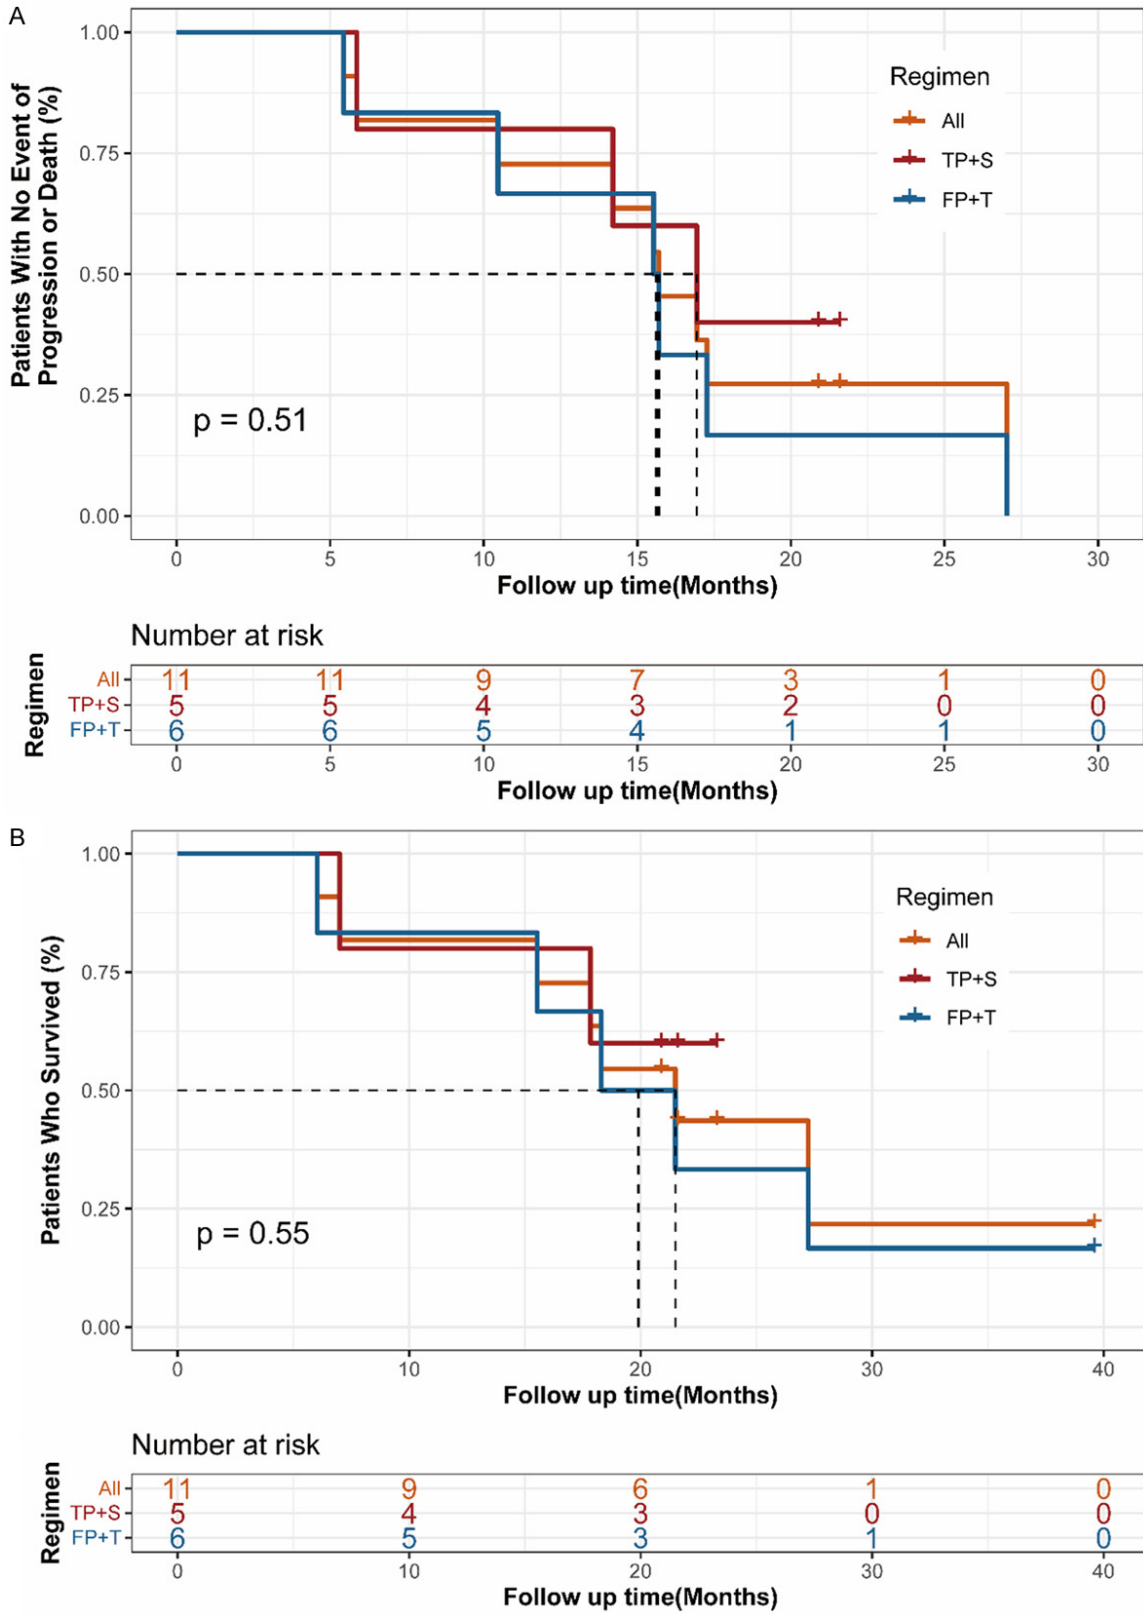 A
Patients With No Event of
Progression or Death (%)
1.00
0.75
0.50
0.25
0.00
Regimen
All
TP+S
FP+T
p = 0.51
0 5 10 15 20 25 30
Follow up time(Months)
Number at risk
Regimen
All 11 11 9 7 3 1 0
TP+S 5 5 4 3 2 0 0
FP+T 6 6 5 4 1 1 0
0 5 10 15 20 25 30
Follow up time(Months)
B
Patients Who Survived (%)
1.00
0.75
0.50
0.25
0.00
Regimen
All
TP+S
FP+T
p = 0.55
0 10 20 30 40
Follow up time(Months)
Number at risk
Regimen
All 11 9 6 1 0
TP+S 5 4 3 0 0
FP+T 6 5 3 1 0
0 10 20 30 40
Follow up time(Months)